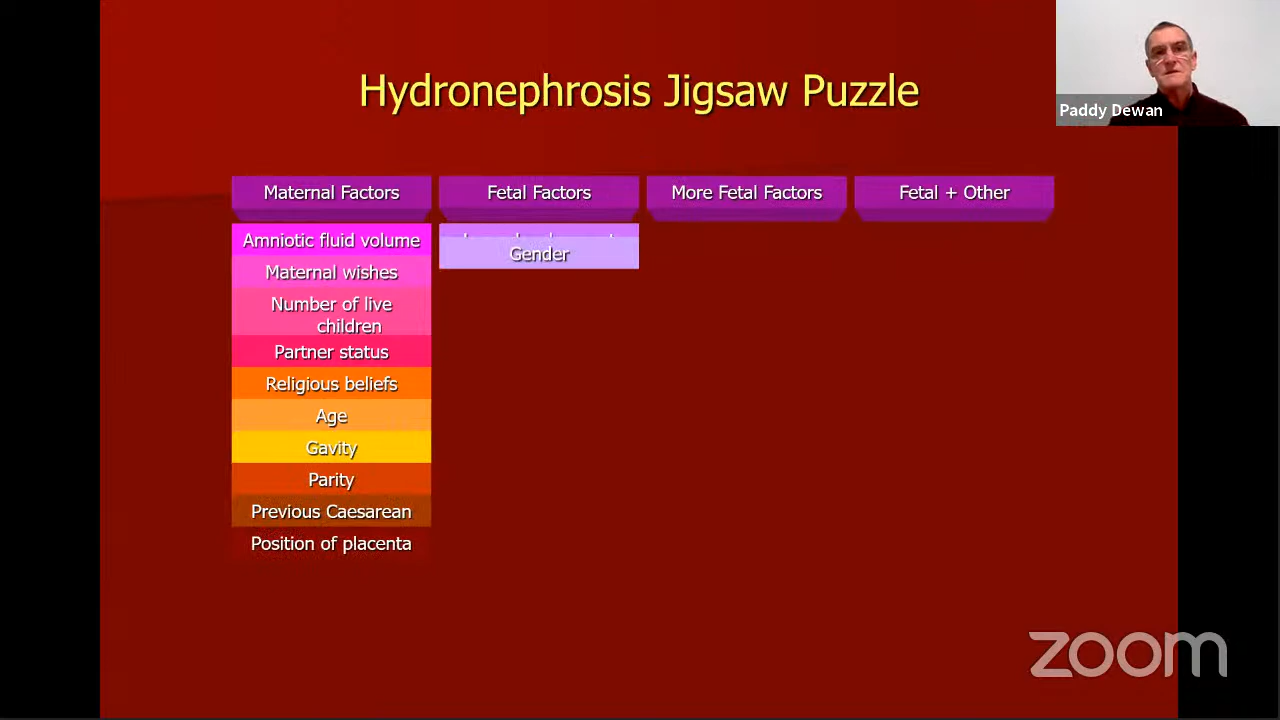 Hydronephrosis Jigsaw Puzzle
Paddy Dewan
Maternal Factors
Fetal Factors
More Fetal Factors
Fetal + Other
Amniotic fluid volume
Maternal wishes
Number of live
children
Partner status
Religious beliefs
Age
Gavity
Parity
Previous Caesarean
Position of placenta
Gender
zoom